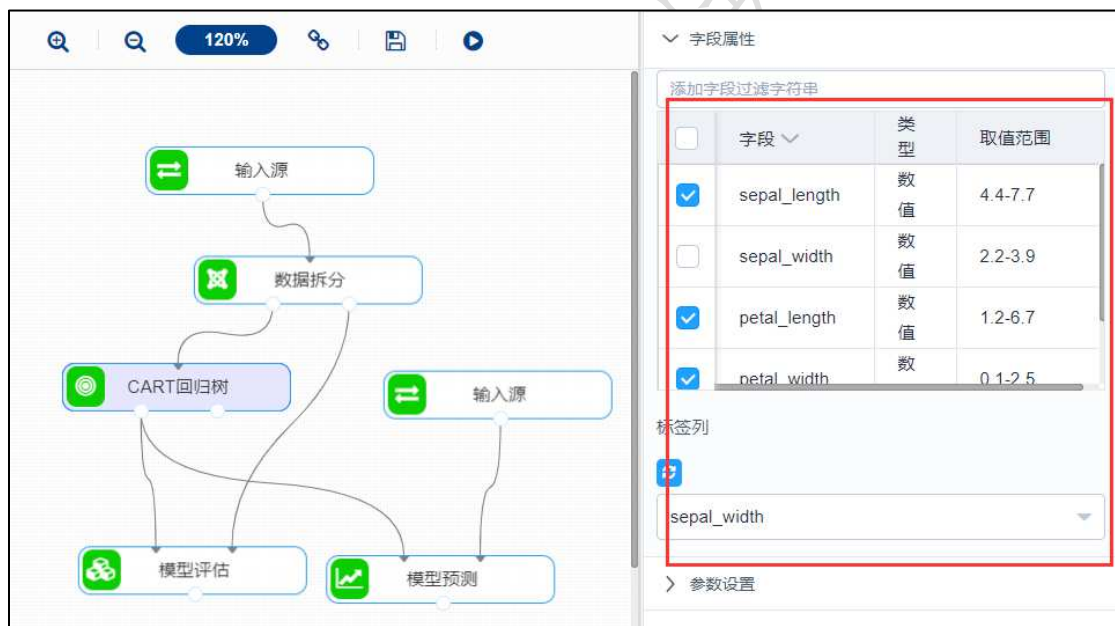 120%
输入源
数据拆分
CART回归树
输入源
模型评估
模型预测
字段属性
添加字段过滤字符串
字段 类型 取值范围
sepal_length 数值 4.4-7.7
sepal_width 数值 2.2-3.9
petal_length 数值 1.2-6.7
petal_width 数 0.1-2.5
标签列
sepal_width
参数设置